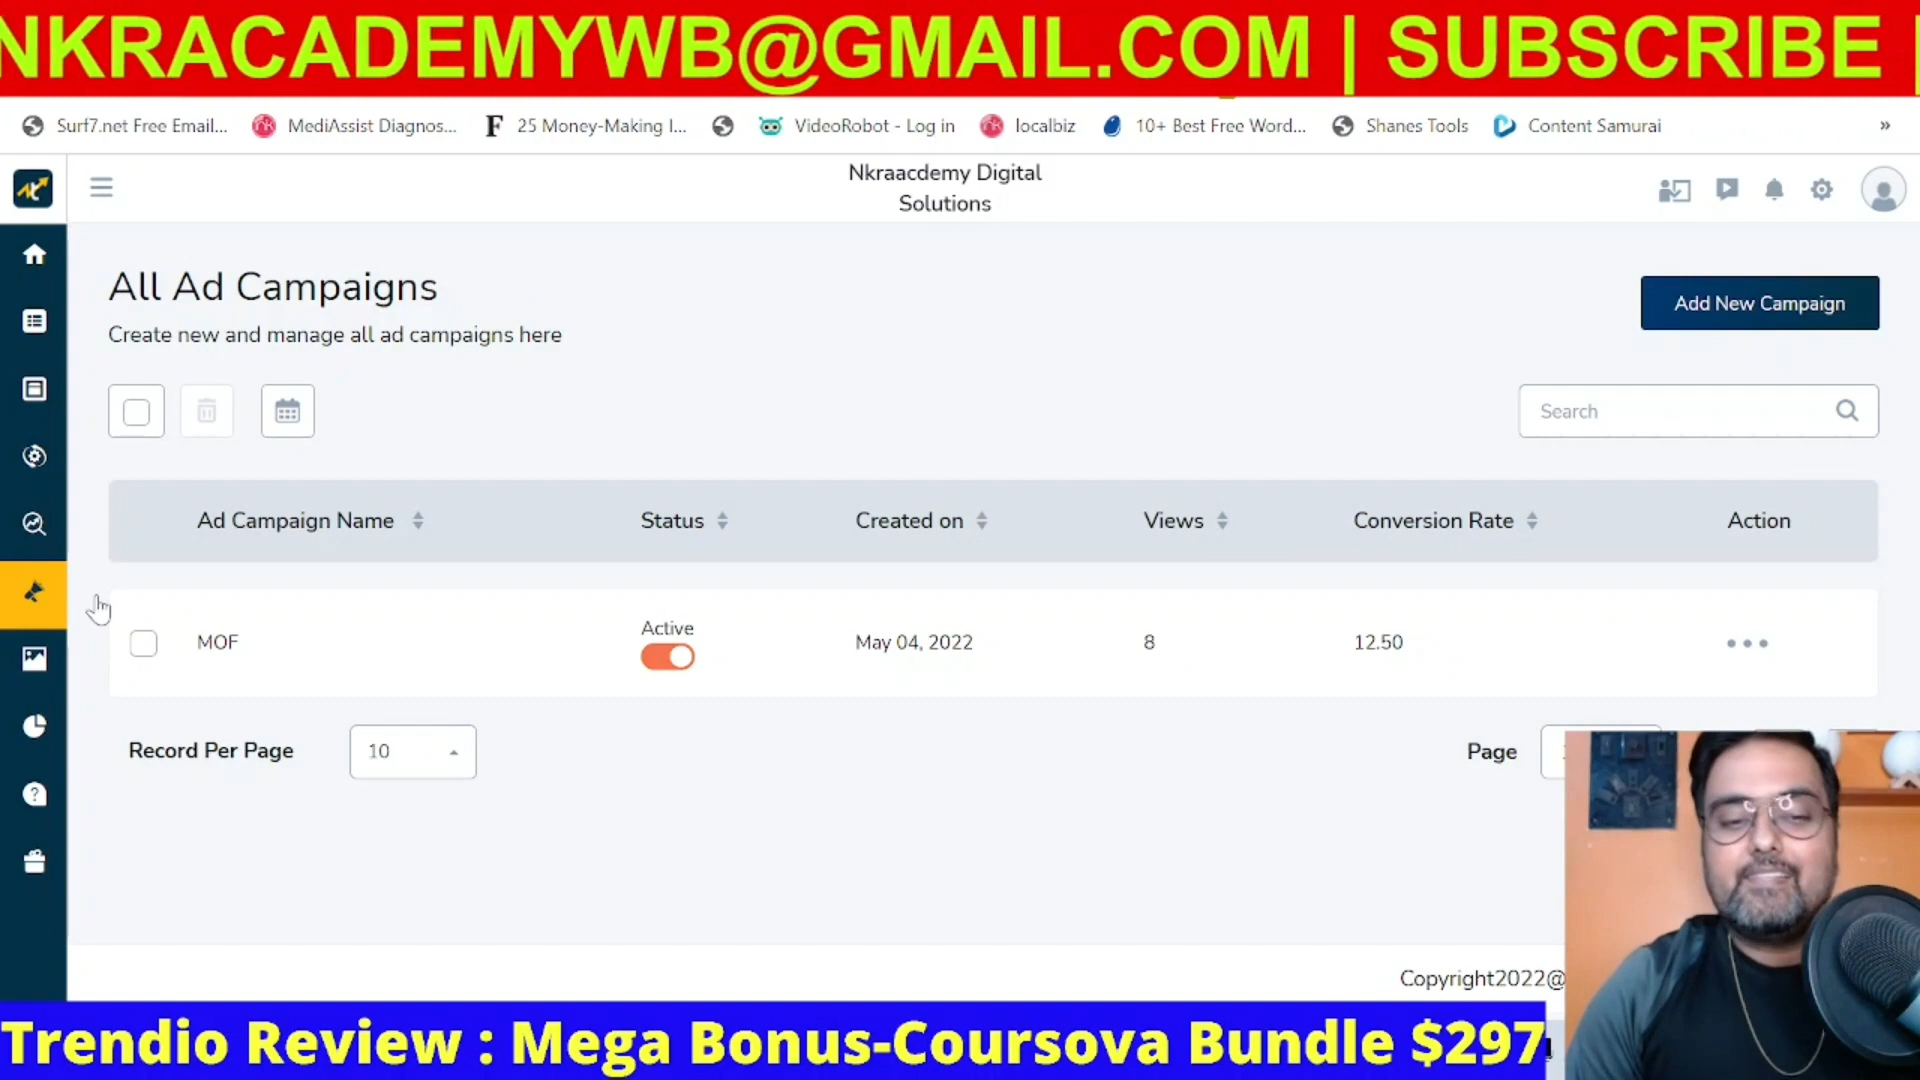 NKRACADEMYWB@GMAIL.COM | SUBSCRIBE |
Surf7.net Free Email... MediAssist Diagnos... 25 Money-Making I... VideoRobot - Log in localbiz 10+ Best Free Word... Shanes Tools Content Samurai »
Nkraacdemy Digital
Solutions
All Ad Campaigns
Create new and manage all ad campaigns here
Add New Campaign
Search
Ad Campaign Name Status Created on Views Conversion Rate Action
MOF Active May 04, 2022 8 12.50
Record Per Page 10 Page
Copyright2022@
Trendio Review : Mega Bonus-Coursova Bundle $297